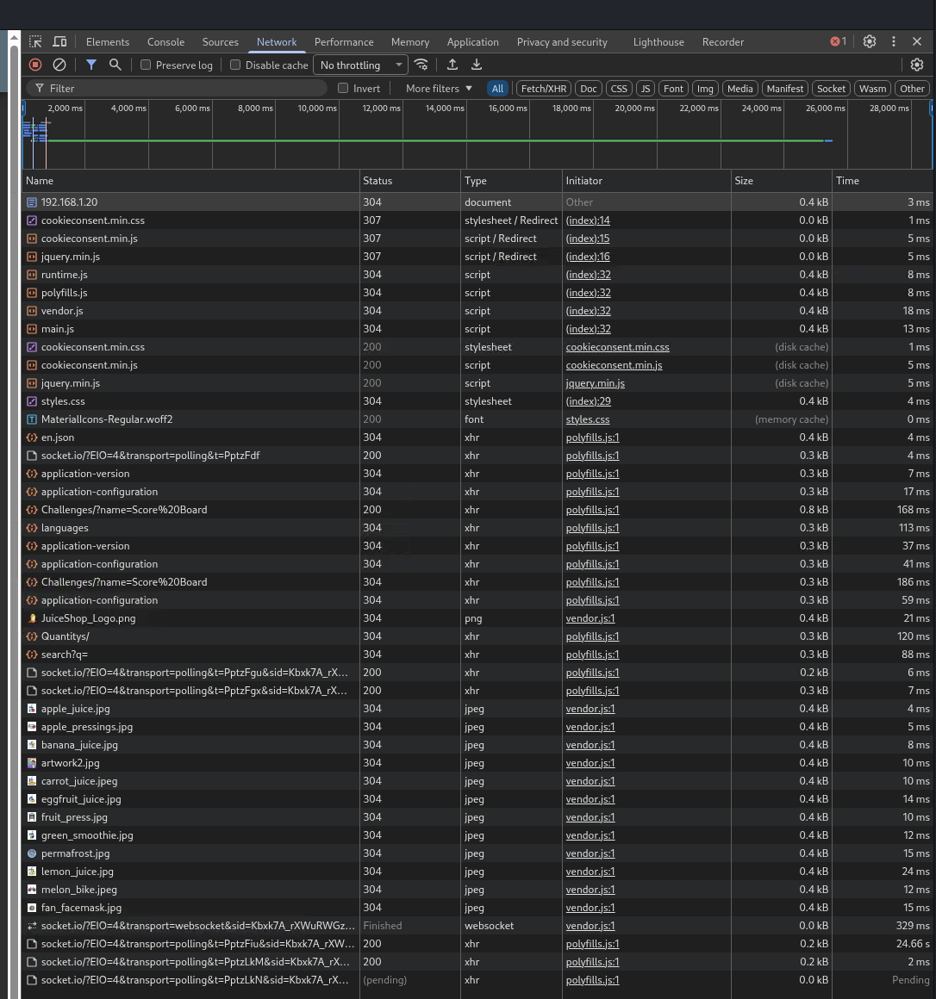 Elements Console Sources Network Performance Memory Application Privacy and security Lighthouse Recorder 1
Preserve log Disable cache No throttling
Filter Invert More filters All Fetch/XHR Doc CSS JS Font Img Media Manifest Socket Wasm Other
2,000 ms 4,000 ms 6,000 ms 8,000 ms 10,000 ms 12,000 ms 14,000 ms 16,000 ms 18,000 ms 20,000 ms 22,000 ms 24,000 ms 26,000 ms 28,000 ms
Name Status Type Initiator Size Time
192.168.1.20 304 document Other 0.4 kB 3 ms
cookieconsent.min.css 307 stylesheet / Redirect (index):14 0.0 kB 1 ms
cookieconsent.min.js 307 script / Redirect (index):15 0.0 kB 5 ms
jquery.min.js 307 script / Redirect (index):16 0.0 kB 5 ms
runtime.js 304 script (index):32 0.4 kB 8 ms
polyfills.js 304 script (index):32 0.4 kB 8 ms
vendor.js 304 script (index):32 0.4 kB 18 ms
main.js 304 script (index):32 0.4 kB 13 ms
cookieconsent.min.css 200 stylesheet cookieconsent.min.css (disk cache) 1 ms
cookieconsent.min.js 200 script cookieconsent.min.js (disk cache) 5 ms
jquery.min.js 200 script jquery.min.js (disk cache) 5 ms
styles.css 304 stylesheet (index):29 0.4 kB 4 ms
MaterialIcons-Regular.woff2 200 font styles.css (memory cache) 0 ms
en.json 304 xhr polyfills.js:1 0.4 kB 4 ms
socket.io/?EIO=4&transport=polling&t=PptzFdf 200 xhr polyfills.js:1 0.3 kB 4 ms
application-version 304 xhr polyfills.js:1 0.3 kB 7 ms
application-configuration 304 xhr polyfills.js:1 0.3 kB 17 ms
Challenges/?name=Score%20Board 200 xhr polyfills.js:1 0.8 kB 168 ms
languages 304 xhr polyfills.js:1 0.3 kB 113 ms
application-version 304 xhr polyfills.js:1 0.3 kB 37 ms
application-configuration 304 xhr polyfills.js:1 0.3 kB 41 ms
Challenges/?name=Score%20Board 304 xhr polyfills.js:1 0.3 kB 186 ms
application-configuration 304 xhr polyfills.js:1 0.3 kB 59 ms
JuiceShop_Logo.png 304 png vendor.js:1 0.4 kB 21 ms
Quantitys/ 304 xhr polyfills.js:1 0.3 kB 120 ms
search?q= 304 xhr polyfills.js:1 0.3 kB 88 ms
socket.io/?EIO=4&transport=polling&t=PptzFgu&sid=Kbxk7A_rX... 200 xhr polyfills.js:1 0.2 kB 6 ms
socket.io/?EIO=4&transport=polling&t=PptzFgx&sid=Kbxk7A_rX... 200 xhr polyfills.js:1 0.3 kB 7 ms
apple_juice.jpg 304 jpeg vendor.js:1 0.4 kB 4 ms
apple_pressings.jpg 304 jpeg vendor.js:1 0.4 kB 5 ms
banana_juice.jpg 304 jpeg vendor.js:1 0.4 kB 8 ms
artwork2.jpg 304 jpeg vendor.js:1 0.4 kB 10 ms
carrot_juice.jpeg 304 jpeg vendor.js:1 0.4 kB 10 ms
eggfruit_juice.jpg 304 jpeg vendor.js:1 0.4 kB 14 ms
fruit_press.jpg 304 jpeg vendor.js:1 0.4 kB 10 ms
green_smoothie.jpg 304 jpeg vendor.js:1 0.4 kB 12 ms
permafrost.jpg 304 jpeg vendor.js:1 0.4 kB 15 ms
lemon_juice.jpg 304 jpeg vendor.js:1 0.4 kB 24 ms
melon_bike.jpeg 304 jpeg vendor.js:1 0.4 kB 12 ms
fan_facemask.jpg 304 jpeg vendor.js:1 0.4 kB 15 ms
socket.io/?EIO=4&transport=websocket&sid=Kbxk7A_rXWuRWGz... Finished websocket vendor.js:1 0.0 kB 329 ms
socket.io/?EIO=4&transport=polling&t=PptzFiu&sid=Kbxk7A_rXW... 200 xhr polyfills.js:1 0.2 kB 24.66 s
socket.io/?EIO=4&transport=polling&t=PptzLkM&sid=Kbxk7A_rX... 200 xhr polyfills.js:1 0.2 kB 2 ms
socket.io/?EIO=4&transport=polling&t=PptzLkN&sid=Kbxk7A_rX... (pending) xhr polyfills.js:1 0.0 kB Pending